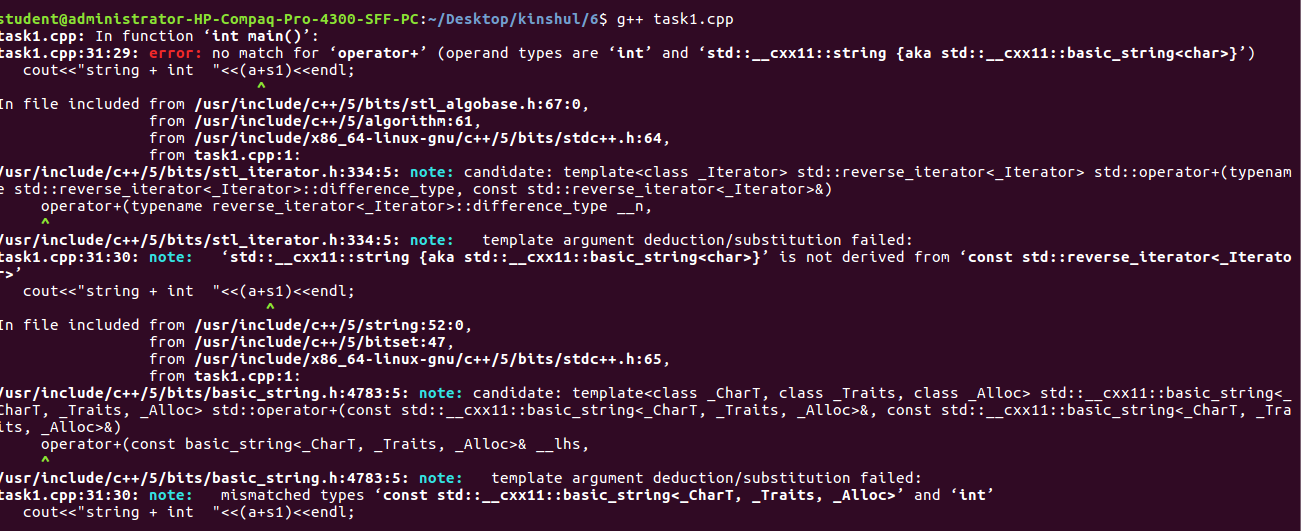 student@administrator-HP-Compaq-Pro-4300-SFF-PC:~/Desktop/kinshul/6$ g++ task1.cpp
task1.cpp: In function ‘int main()’:
task1.cpp:31:29: error: no match for ‘operator+’ (operand types are ‘int’ and ‘std::__cxx11::string {aka std::__cxx11::basic_string<char>}’)
   cout<<"string + int  "<<(a+s1)<<endl;
                             ^
In file included from /usr/include/c++/5/bits/stl_algobase.h:67:0,
                 from /usr/include/c++/5/algorithm:61,
                 from /usr/include/x86_64-linux-gnu/c++/5/bits/stdc++.h:64,
                 from task1.cpp:1:
/usr/include/c++/5/bits/stl_iterator.h:334:5: note: candidate: template<class _Iterator> std::reverse_iterator<_Iterator> std::operator+(typenam
e std::reverse_iterator<_Iterator>::difference_type, const std::reverse_iterator<_Iterator>&)
     operator+(typename reverse_iterator<_Iterator>::difference_type __n,
     ^
/usr/include/c++/5/bits/stl_iterator.h:334:5: note:   template argument deduction/substitution failed:
task1.cpp:31:30: note:   ‘std::__cxx11::string {aka std::__cxx11::basic_string<char>}’ is not derived from ‘const std::reverse_iterator<_Iterato
r>’
   cout<<"string + int  "<<(a+s1)<<endl;
                              ^
In file included from /usr/include/c++/5/string:52:0,
                 from /usr/include/c++/5/bitset:47,
                 from /usr/include/x86_64-linux-gnu/c++/5/bits/stdc++.h:65,
                 from task1.cpp:1:
/usr/include/c++/5/bits/basic_string.h:4783:5: note: candidate: template<class _CharT, class _Traits, class _Alloc> std::__cxx11::basic_string<_
CharT, _Traits, _Alloc> std::operator+(const std::__cxx11::basic_string<_CharT, _Traits, _Alloc>&, const std::__cxx11::basic_string<_CharT, _Tra
its, _Alloc>&)
     operator+(const basic_string<_CharT, _Traits, _Alloc>& __lhs,
     ^
/usr/include/c++/5/bits/basic_string.h:4783:5: note:   template argument deduction/substitution failed:
task1.cpp:31:30: note:   mismatched types ‘const std::__cxx11::basic_string<_CharT, _Traits, _Alloc>’ and ‘int’
   cout<<"string + int  "<<(a+s1)<<endl;